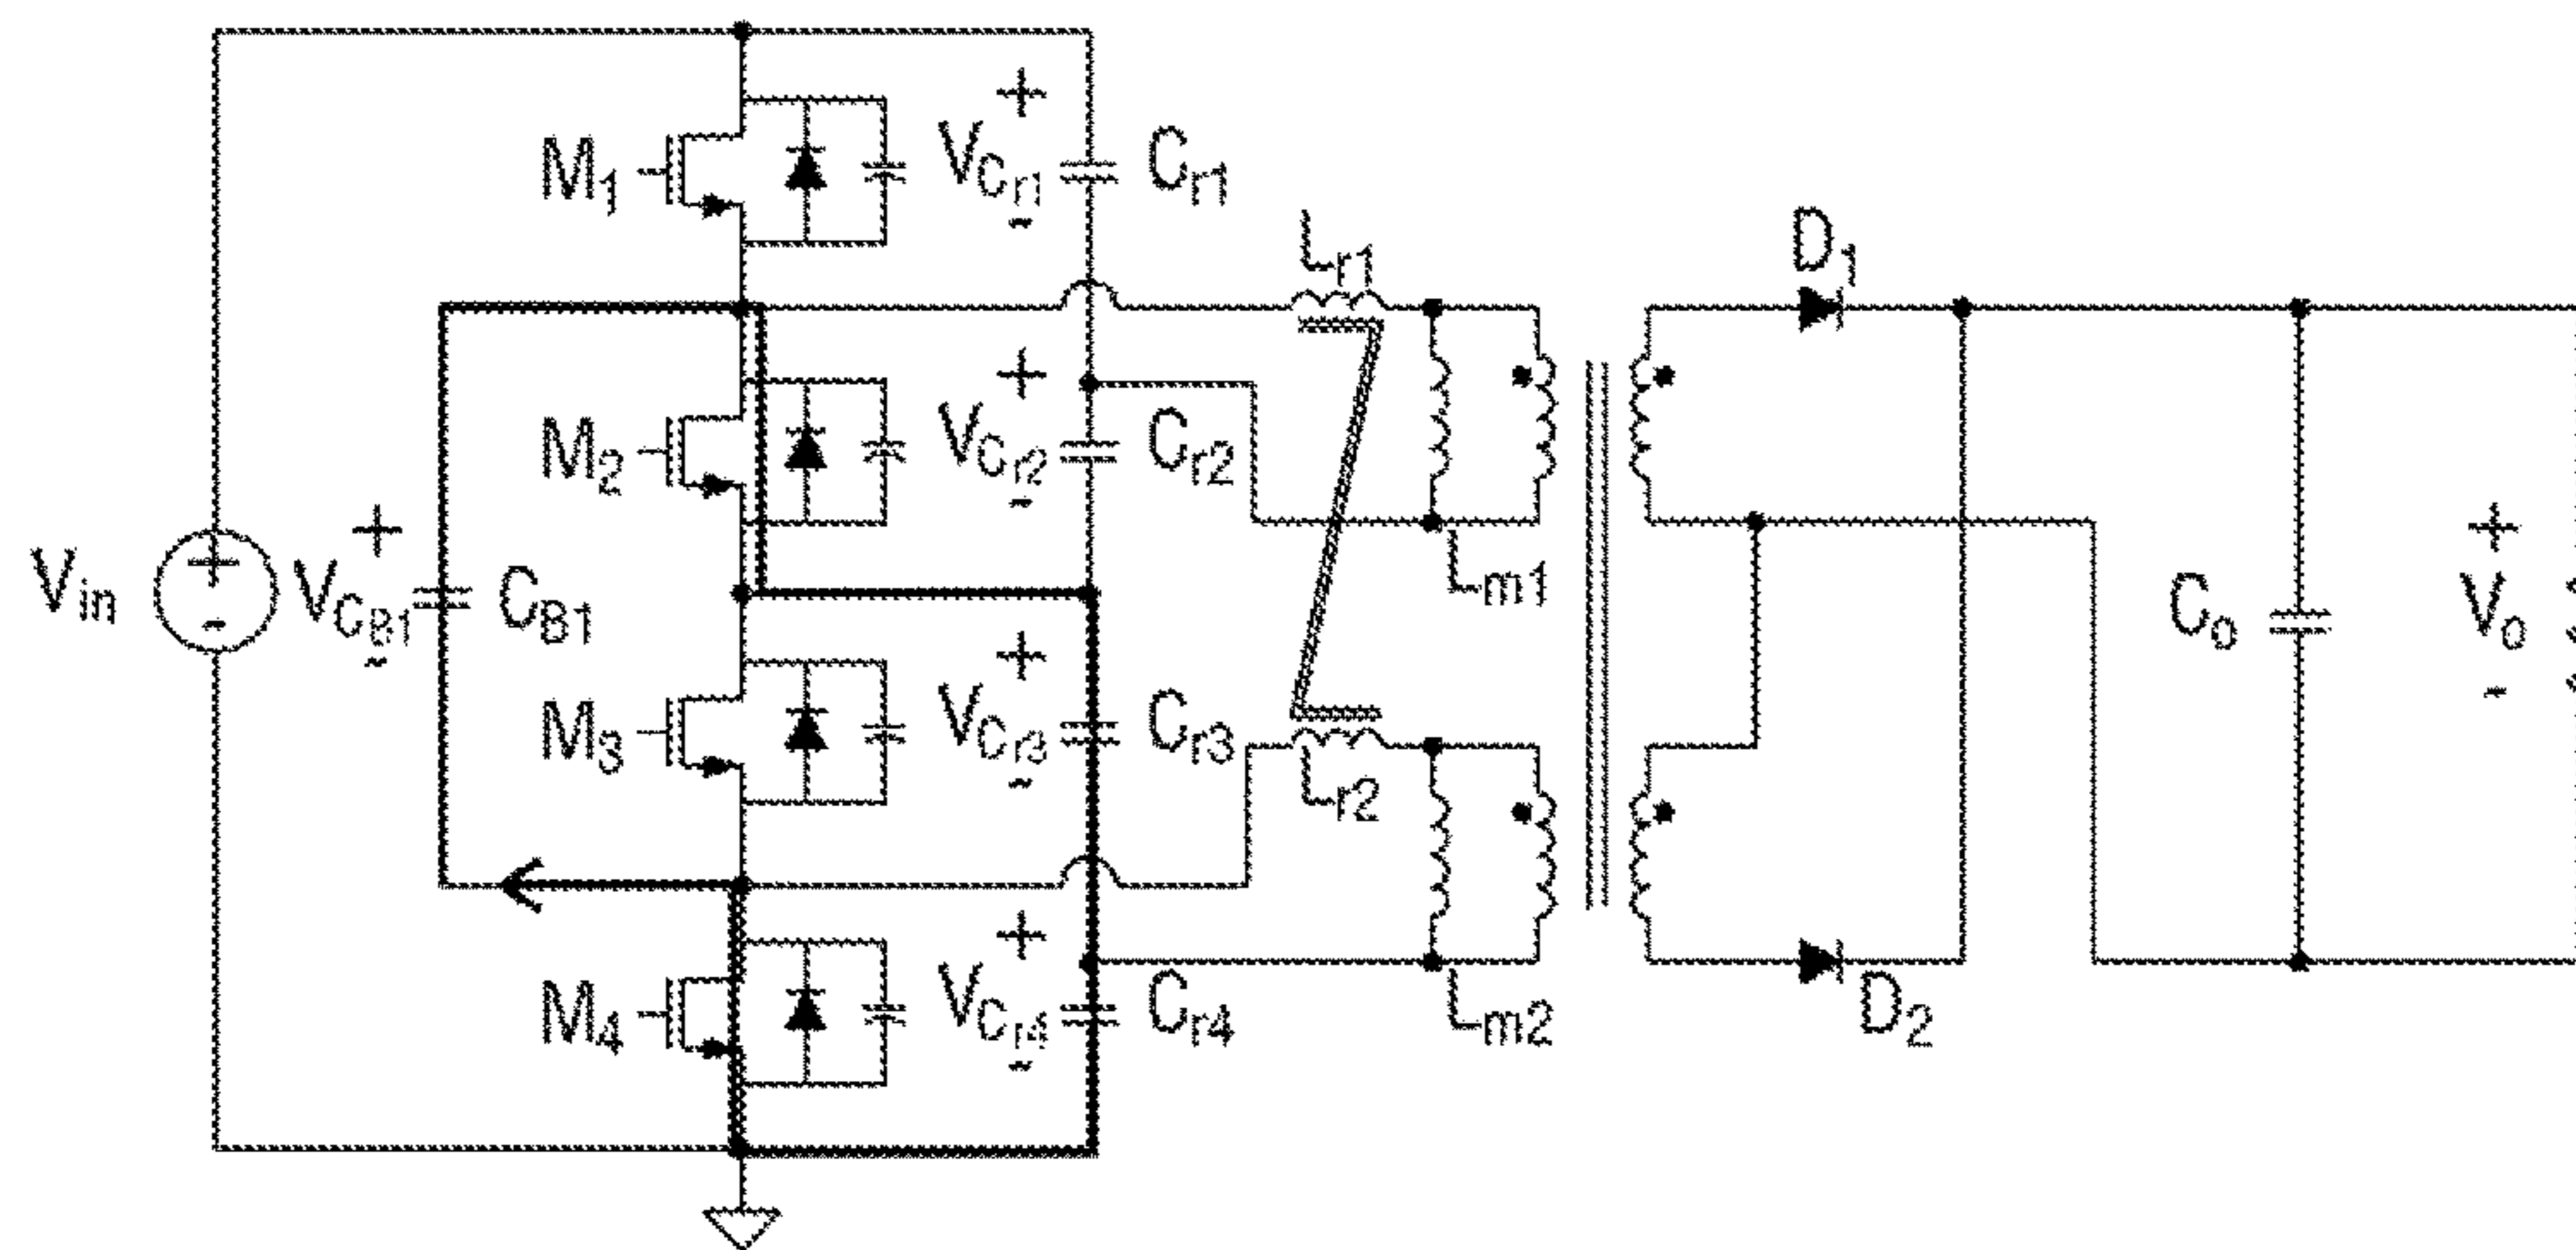 M1
+
VCr1
-
Cr1
Lr1
D1
M2
+
VCr2
-
Cr2
Lm1
Vin
+
-
+
VCB1
-
CB1
Co
+
Vo
-
M3
+
VCr3
-
Cr3
Lr2
M4
+
VCr4
-
Cr4
Lm2
D2